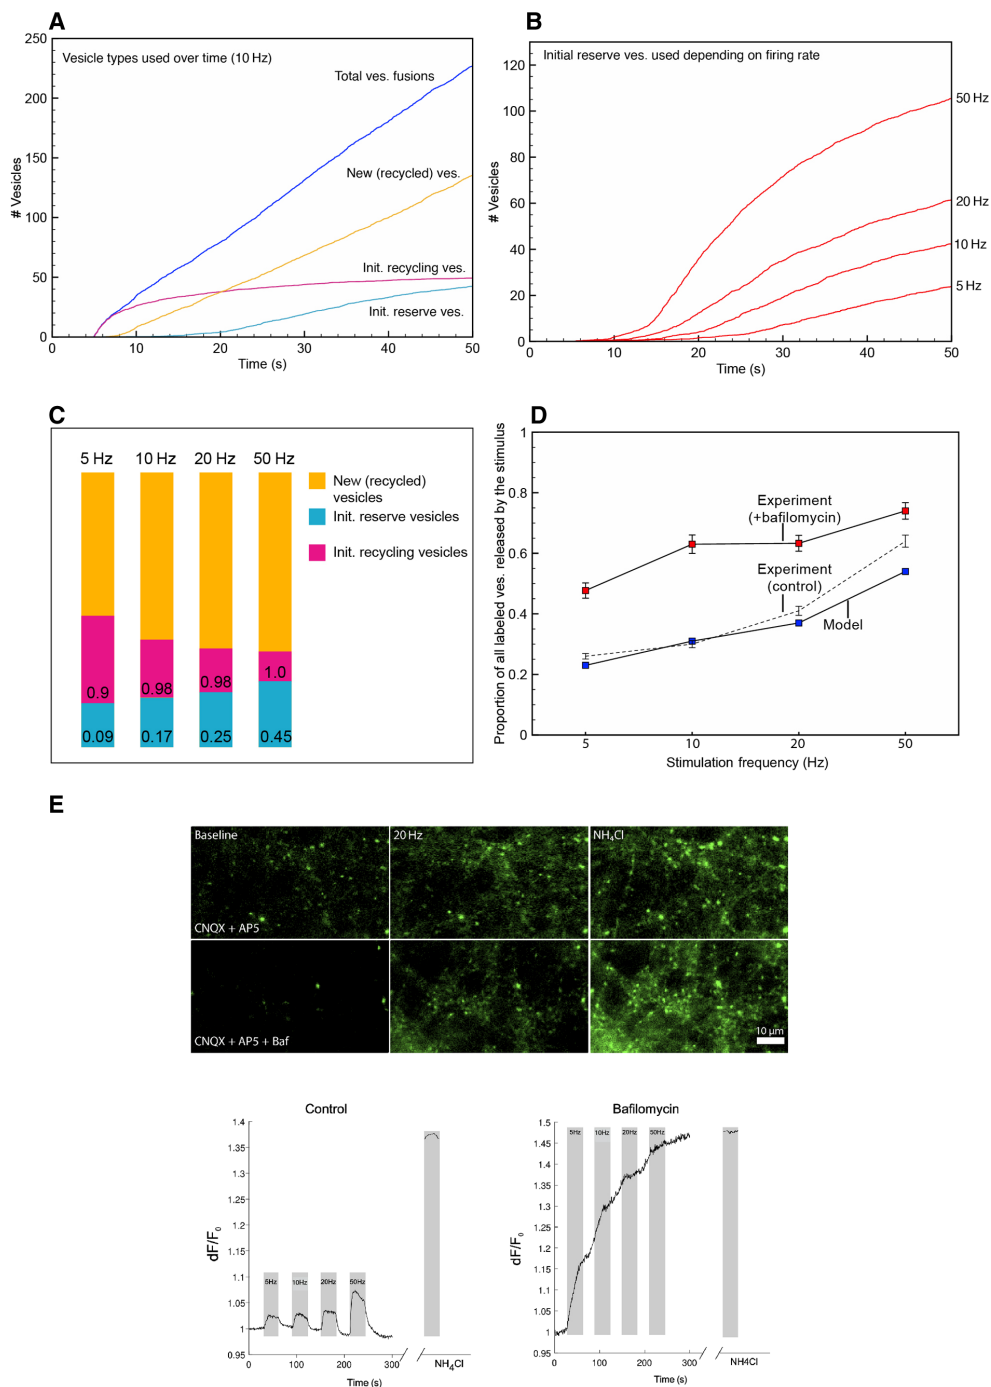 A
Vesicle types used over time (10 Hz)
Total ves. fusions
New (recycled) ves.
Init. recycling ves.
Init. reserve ves.
# Vesicles
250
200
150
100
50
0
0
10
20
30
40
50
Time (s)
B
Initial reserve ves. used depending on firing rate
50 Hz
20 Hz
10 Hz
5 Hz
# Vesicles
120
100
80
60
40
20
0
0
10
20
30
40
50
Time (s)
C
5 Hz 10 Hz 20 Hz 50 Hz
New (recycled)
vesicles
Init. reserve vesicles
Init. recycling vesicles
0.9 0.98 0.98 1.0
0.09 0.17 0.25 0.45
D
Proportion of all labeled ves. released by the stimulus
1
0.8
0.6
0.4
0.2
0
Experiment
(+bafilomycin)
Experiment
(control)
Model
5 10 20 50
Stimulation frequency (Hz)
E
Baseline
20 Hz
NH4Cl
CNQX + AP5
CNQX + AP5 + Baf
10 µm
Control
dF/F0
1.4
1.35
1.3
1.25
1.2
1.15
1.1
1.05
1
0.95
5Hz 10Hz 20Hz 50Hz
0 100 200 300
NH4Cl
Time (s)
Bafilomycin
dF/F0
1.5
1.45
1.4
1.35
1.3
1.25
1.2
1.15
1.1
1.05
1
0.95
5Hz 10Hz 20Hz 50Hz
0 100 200 300
NH4Cl
Time (s)